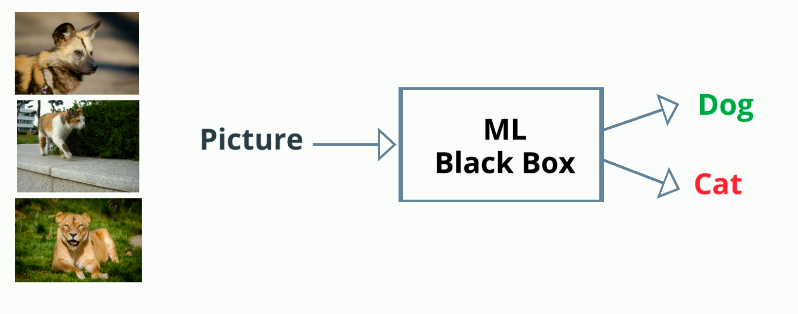 Picture
ML
Black Box
Dog
Cat